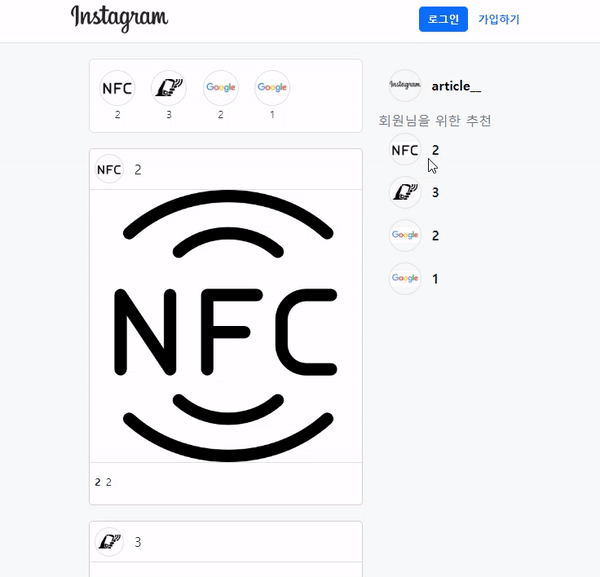 Instagram
로그인 가입하기
NFC Google Google
2 3 2 1
Instagram article__
회원님을 위한 추천
NFC 2
3
Google 2
Google 1
NFC 2
NFC
2 2
3